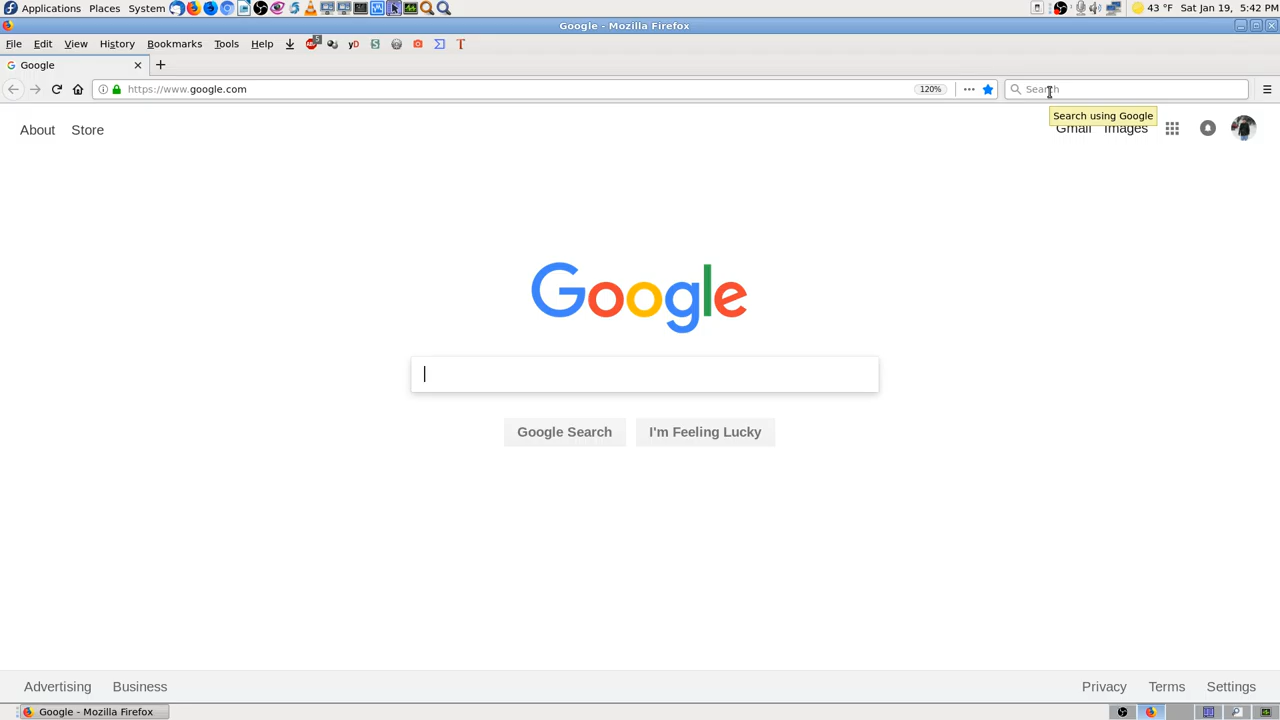 Applications Places System 43 °F Sat Jan 19, 5:42 PM
Google - Mozilla Firefox
File Edit View History Bookmarks Tools Help 5 yD S T
G Google
https://www.google.com 120% Search
Search using Google
About Store Gmail Images
Google
Google Search I'm Feeling Lucky
Advertising Business Privacy Terms Settings
Google - Mozilla Firefox